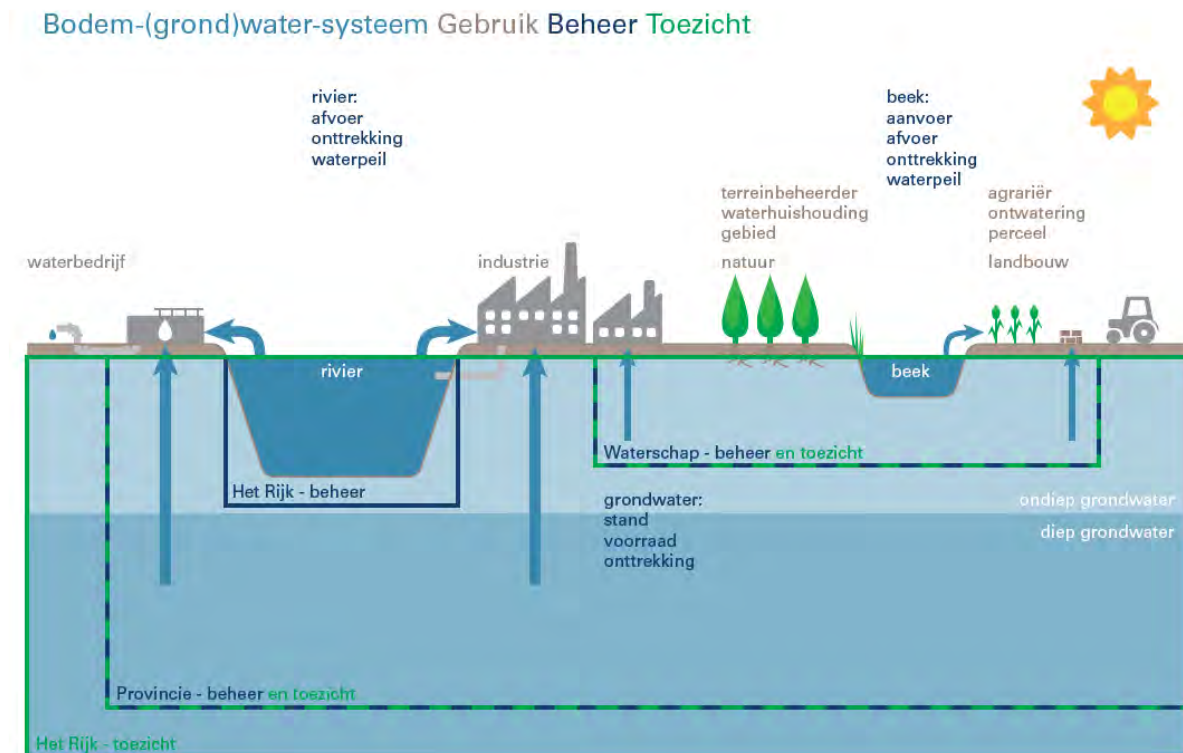 Bodem-(grond)water-systeem Gebruik Beheer Toezicht
rivier:
afvoer
onttrekking
waterpeil
beek:
aanvoer
afvoer
onttrekking
waterpeil
terreinbeheerder
waterhuishouding
gebied
natuur
agrariër
ontwatering
perceel
landbouw
waterbedrijf
industrie
rivier
beek
Waterschap - beheer en toezicht
Het Rijk - beheer
grondwater:
stand
voorraad
onttrekking
ondiep grondwater
diep grondwater
Provincie - beheer en toezicht
Het Rijk - toezicht